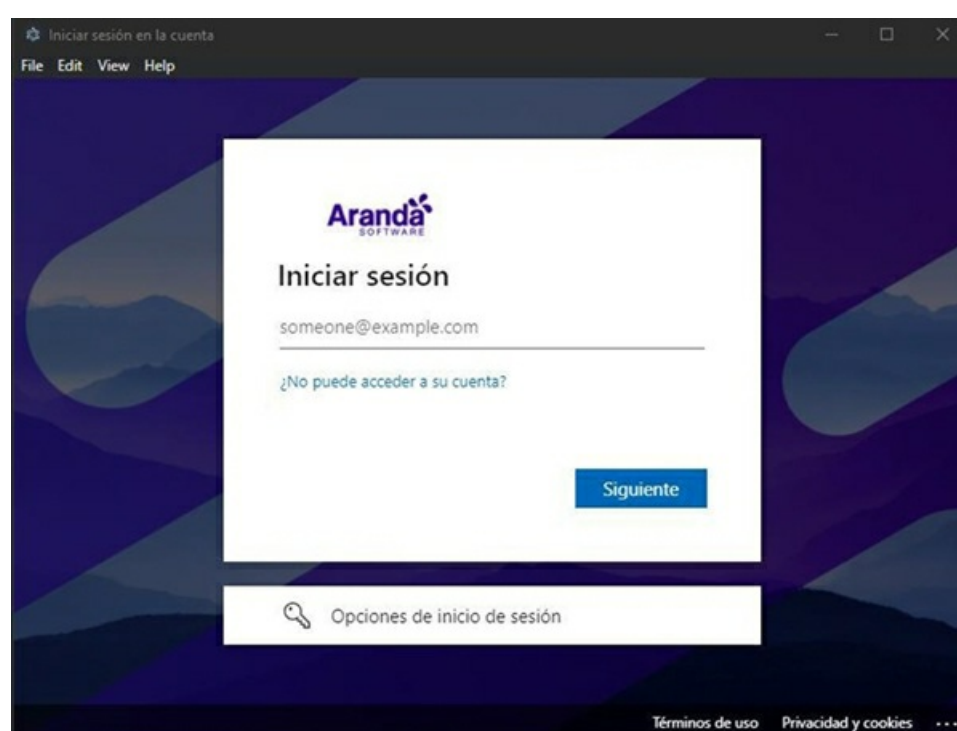 Iniciar sesión en la cuenta
File Edit View Help
Aranda
SOFTWARE
Iniciar sesión
someone@example.com
¿No puede acceder a su cuenta?
Siguiente
Opciones de inicio de sesión
Términos de uso Privacidad y cookies ...